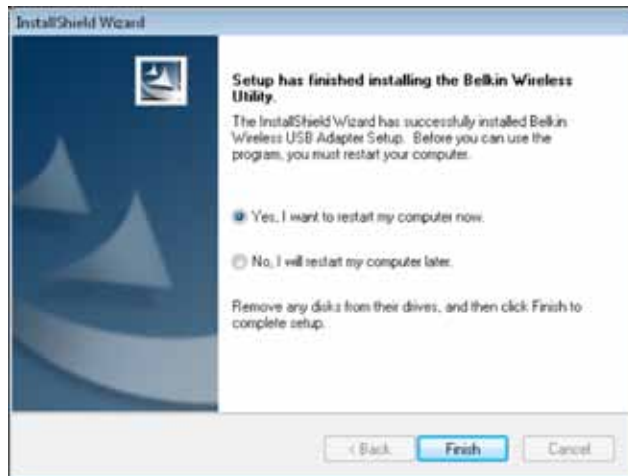 InstallShield Wizard
Setup has finished installing the Belkin Wireless
Utility.
The InstallShield Wizard has successfully installed Belkin
Wireless USB Adapter Setup. Before you can use the
program, you must restart your computer.
Yes, I want to restart my computer now.
No, I will restart my computer later.
Remove any disks from their drives, and then click Finish to
complete setup.
< Back Finish Cancel